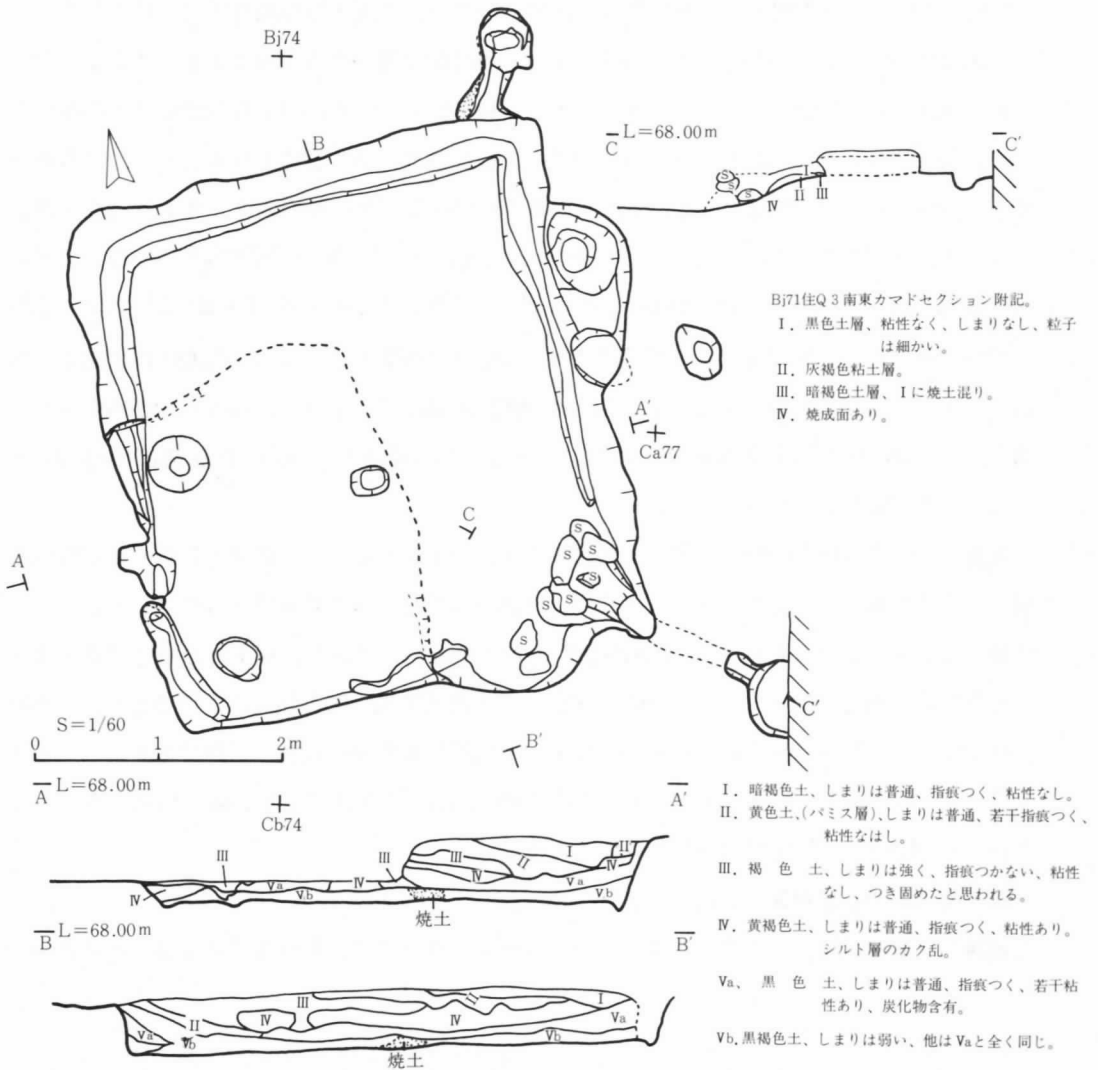 Bj74
B
C L=68.00m C'
I
II III
IV
S
S
S
Bj71住Q3南東カマドセクション附記。
I．黒色土層、粘性なく、しまりなし、粒子
は細かい。
II．灰褐色粘土層。
III．暗褐色土層、Iに焼土混り。
IV．焼成面あり。
A'
Ca77
C
A
S
S
S
S
S
S
S
C'
B'
S=1/60
0 1 2m
A L=68.00m A'
Cb74
III III III II I II IV
IV Va Vb IV IV Va Vb
焼土
B L=68.00m B'
III II I
Va II Vb IV IV Vb Va
焼土
I．暗褐色土、しまりは普通、指痕つく、粘性なし。
II．黄色土、(パミス層)、しまりは普通、若干指痕つく、
粘性なはし。
III．褐色土、しまりは強く、指痕つかない、粘性
なし、つき固めたと思われる。
IV．黄褐色土、しまりは普通、指痕つく、粘性あり。
シルト層のカク乱。
Va、黒色土、しまりは普通、指痕つく、若干粘
性あり、炭化物含有。
Vb．黒褐色土、しまりは弱い、他はVaと全く同じ。